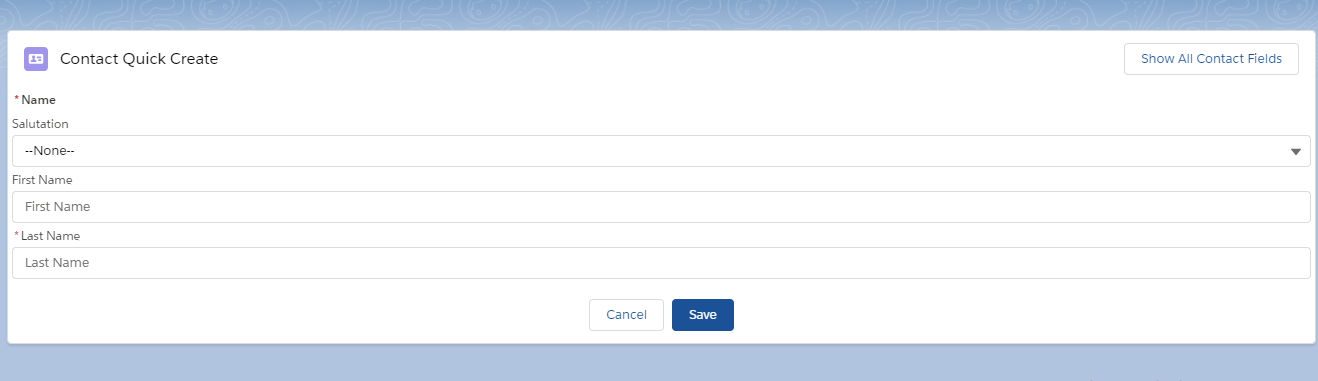 Contact Quick Create
Show All Contact Fields
*Name
Salutation
--None--
First Name
First Name
*Last Name
Last Name
Cancel
Save